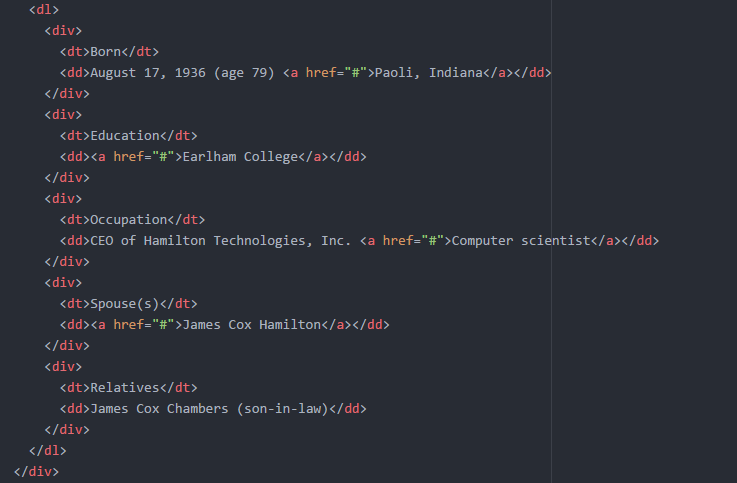 <dl>
<div>
<dt>Born</dt>
<dd>August 17, 1936 (age 79) <a href="#">Paoli, Indiana</a></dd>
</div>
<div>
<dt>Education</dt>
<dd><a href="#">Earlham College</a></dd>
</div>
<div>
<dt>Occupation</dt>
<dd>CEO of Hamilton Technologies, Inc. <a href="#">Computer scientist</a></dd>
</div>
<div>
<dt>Spouse(s)</dt>
<dd><a href="#">James Cox Hamilton</a></dd>
</div>
<div>
<dt>Relatives</dt>
<dd>James Cox Chambers (son-in-law)</dd>
</div>
</dl>
</div>